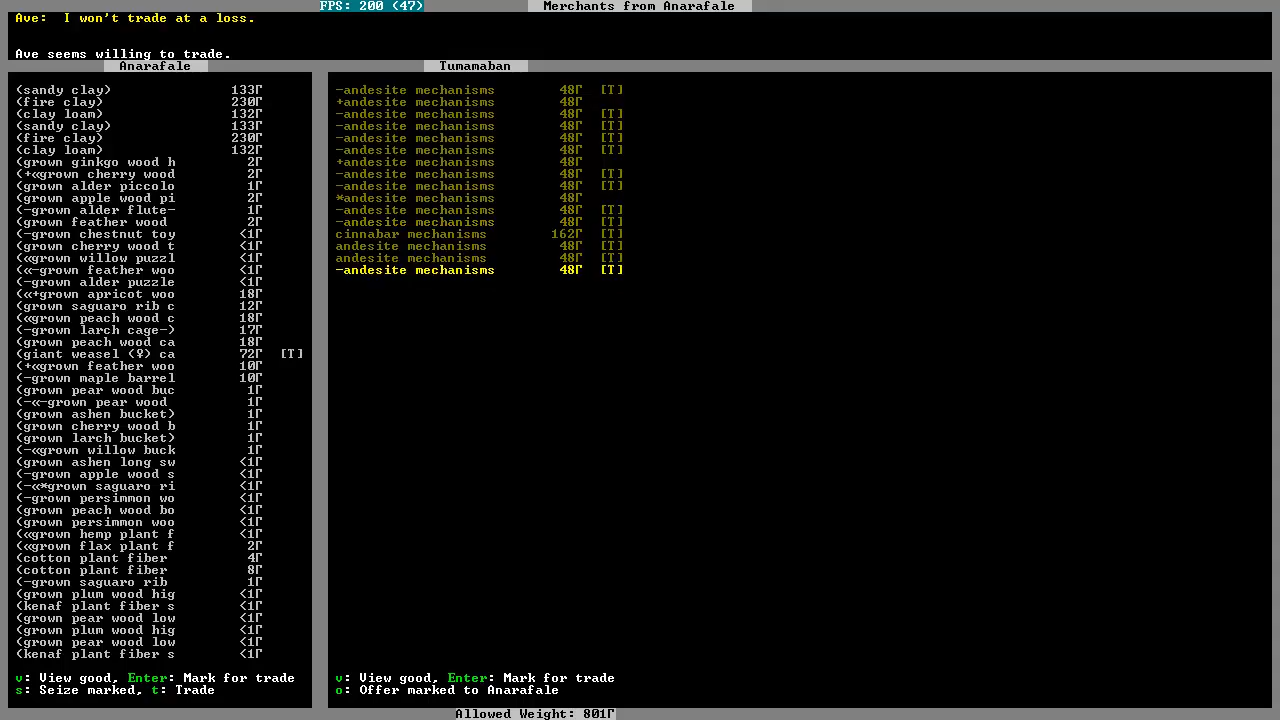 FPS: 200 (47)
Merchants from Anarafale
Ave:  I won't trade at a loss.
Ave seems willing to trade.
Anarafale
Tumamaban
(sandy clay) 133Γ
(fire clay) 230Γ
(clay loam) 132Γ
(sandy clay) 133Γ
(fire clay) 230Γ
(clay loam) 132Γ
(grown ginkgo wood h 2Γ
(+«grown cherry wood 2Γ
(grown alder piccolo 1Γ
(grown apple wood pi 2Γ
(-grown alder flute- 1Γ
(grown feather wood 2Γ
(-grown chestnut toy <1Γ
(grown cherry wood t <1Γ
(«grown willow puzzl <1Γ
(«-grown feather woo <1Γ
(-grown alder puzzle <1Γ
(«+grown apricot woo 18Γ
(grown saguaro rib c 12Γ
(«grown peach wood c 18Γ
(-grown larch cage-) 17Γ
(grown peach wood ca 18Γ
(giant weasel (♀) ca 72Γ [T]
(+«grown feather woo 10Γ
(-grown maple barrel 10Γ
(grown pear wood buc 1Γ
(-«-grown pear wood 1Γ
(grown ashen bucket) 1Γ
(grown cherry wood b 1Γ
(grown larch bucket) 1Γ
(-«grown willow buck 1Γ
(grown ashen long sw <1Γ
(-grown apple wood s <1Γ
(-«*grown saguaro ri <1Γ
(-grown persimmon wo <1Γ
(grown peach wood bo <1Γ
(grown persimmon woo <1Γ
(«grown hemp plant f <1Γ
(«grown flax plant f 2Γ
(cotton plant fiber 4Γ
(cotton plant fiber 8Γ
(-grown saguaro rib 1Γ
(grown plum wood hig <1Γ
(kenaf plant fiber s <1Γ
(grown pear wood low <1Γ
(grown plum wood hig <1Γ
(grown pear wood low <1Γ
(kenaf plant fiber s <1Γ
v: View good, Enter: Mark for trade
s: Seize marked, t: Trade
-andesite mechanisms 48Γ [T]
+andesite mechanisms 48Γ
-andesite mechanisms 48Γ [T]
-andesite mechanisms 48Γ [T]
-andesite mechanisms 48Γ [T]
-andesite mechanisms 48Γ [T]
+andesite mechanisms 48Γ
-andesite mechanisms 48Γ [T]
-andesite mechanisms 48Γ [T]
*andesite mechanisms 48Γ
-andesite mechanisms 48Γ [T]
-andesite mechanisms 48Γ [T]
cinnabar mechanisms 162Γ [T]
andesite mechanisms 48Γ [T]
andesite mechanisms 48Γ [T]
-andesite mechanisms 48Γ [T]
v: View good, Enter: Mark for trade
o: Offer marked to Anarafale
Allowed Weight: 801Γ